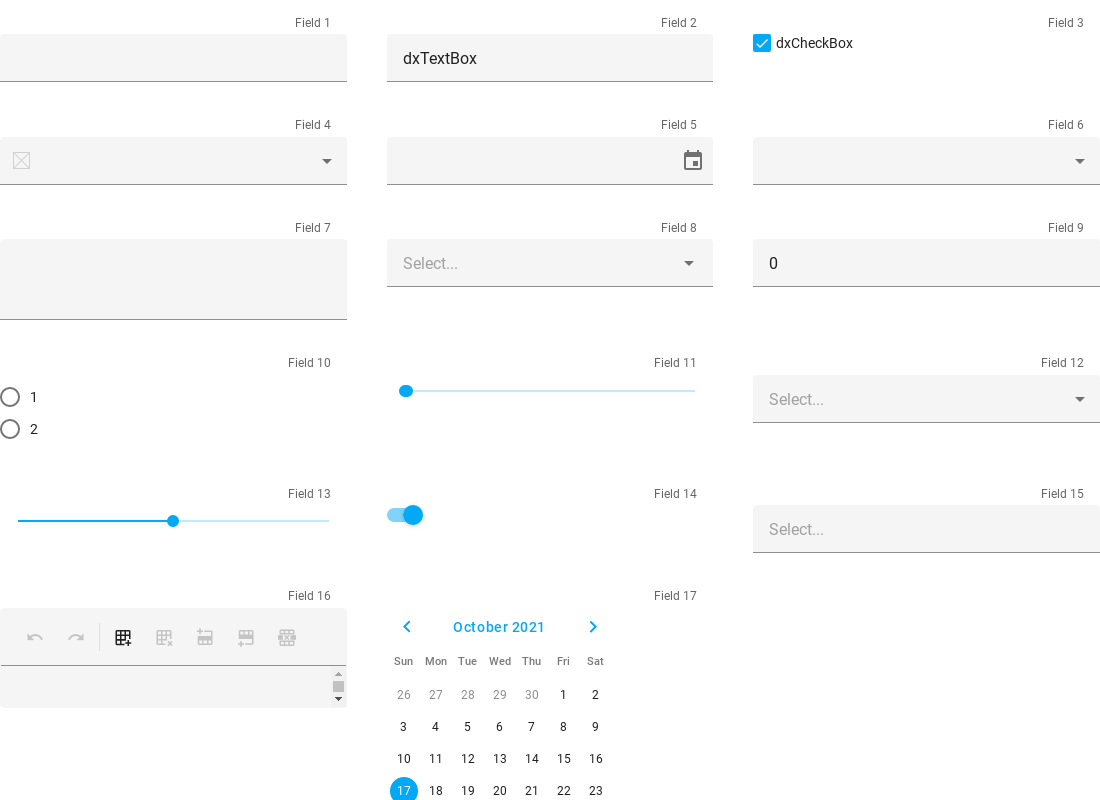 Field 1
Field 2
Field 3
dxTextBox
dxCheckBox
Field 4
Field 5
Field 6
Field 7
Field 8
Field 9
Select...
0
Field 10
Field 11
Field 12
1
2
Select...
Field 13
Field 14
Field 15
Select...
Field 16
Field 17
October 2021
Sun Mon Tue Wed Thu Fri Sat
26 27 28 29 30 1 2
3 4 5 6 7 8 9
10 11 12 13 14 15 16
17 18 19 20 21 22 23